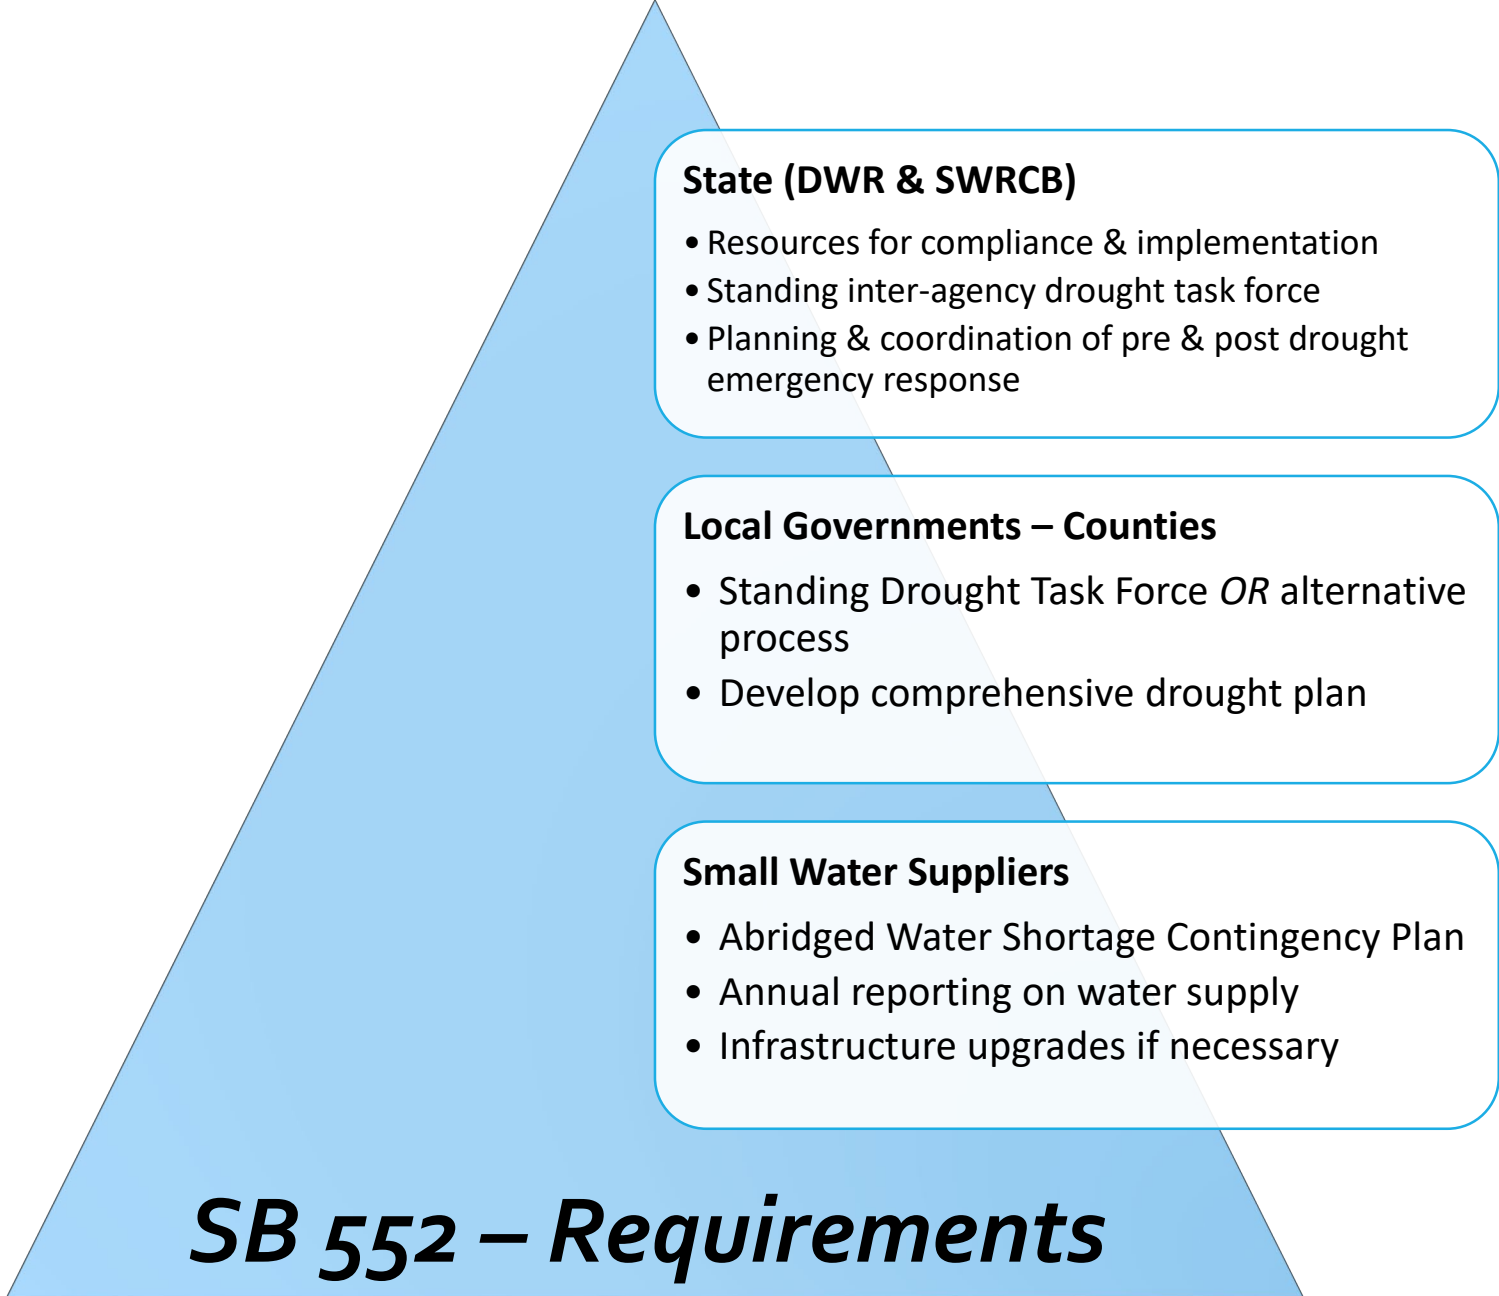 State (DWR & SWRCB)
• Resources for compliance & implementation
• Standing inter-agency drought task force
• Planning & coordination of pre & post drought
emergency response
Local Governments – Counties
• Standing Drought Task Force OR alternative
process
• Develop comprehensive drought plan
Small Water Suppliers
• Abridged Water Shortage Contingency Plan
• Annual reporting on water supply
• Infrastructure upgrades if necessary
SB 552 – Requirements